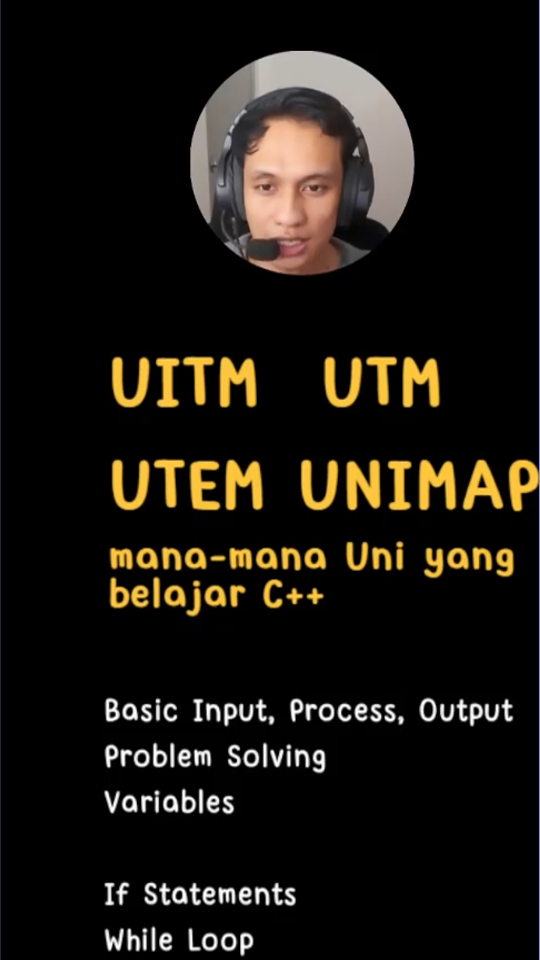 UITM UTM
UTEM UNIMAP
mana-mana Uni yang
belajar C++
Basic Input, Process, Output
Problem Solving
Variables
If Statements
While Loop